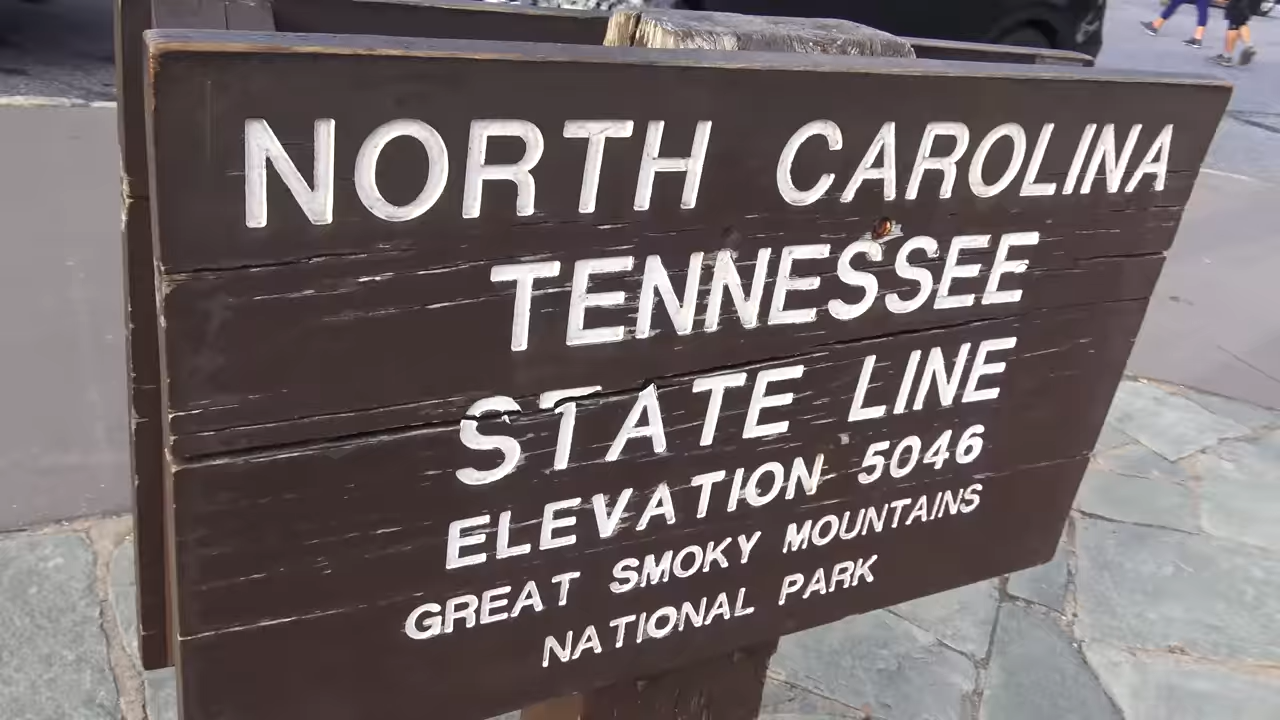 NORTH CAROLINA
TENNESSEE
STATE LINE
ELEVATION 5046
GREAT SMOKY MOUNTAINS
NATIONAL PARK